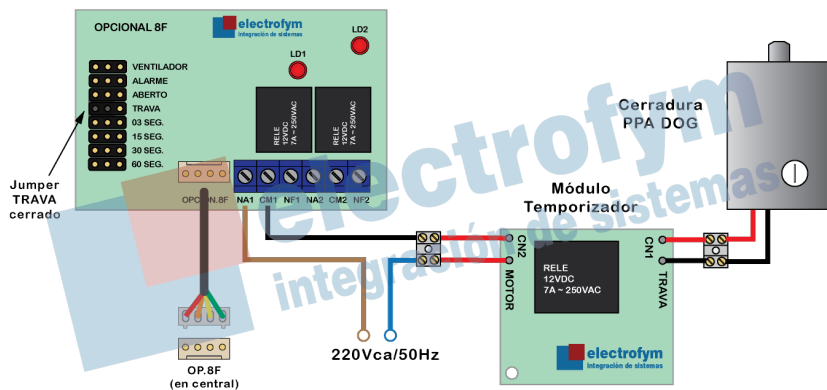 OPCIONAL 8F
electrofym
Integración de sistemas
LD2
LD1
VENTILADOR
ALARME
ABERTO
TRAVA
03 SEG.
15 SEG.
30 SEG.
60 SEG.
RELE
12VDC
7A ~ 250VAC
RELE
12VDC
7A ~ 250VAC
Jumper
TRAVA
cerrado
OPCION.8F
NA1
CM1
NF1
NA2
CM2
NF2
Cerradura
PPA DOG
Módulo
Temporizador
CN2
MOTOR
RELE
12VDC
7A ~ 250VAC
CN1
TRAVA
electrofym
Integración de sistemas
220Vca/50Hz
OP.8F
(en central)
electrofym
integración de sistemas